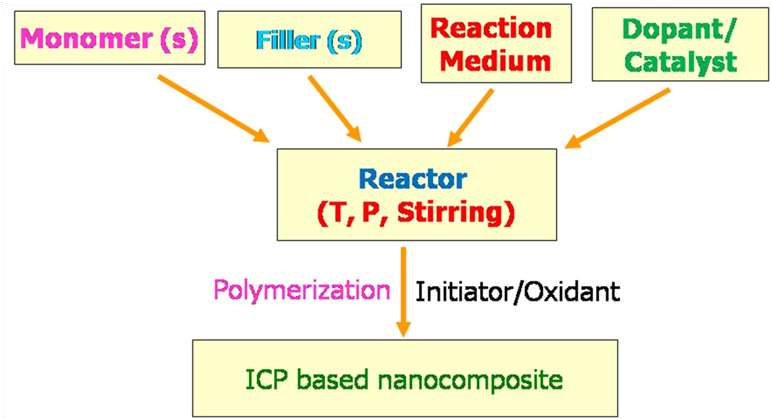 Monomer (s)
Filler (s)
Reaction
Medium
Dopant/
Catalyst
Reactor
(T, P, Stirring)
Polymerization
Initiator/Oxidant
ICP based nanocomposite